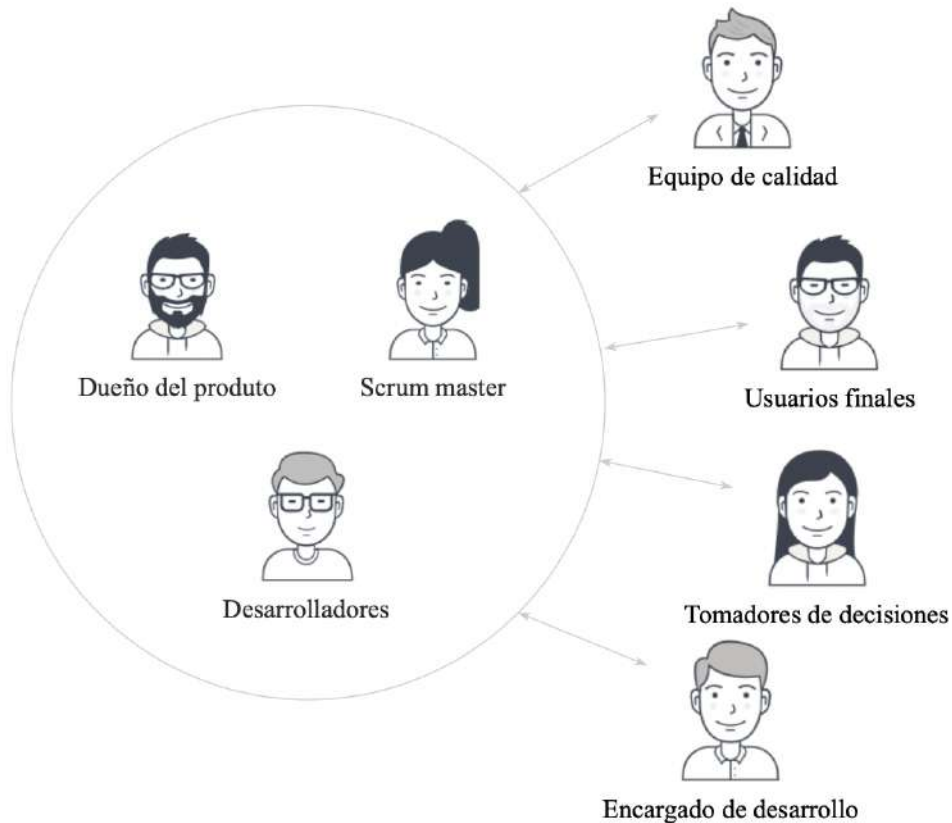 Equipo de calidad
Dueño del produto
Scrum master
Usuarios finales
Desarrolladores
Tomadores de decisiones
Encargado de desarrollo